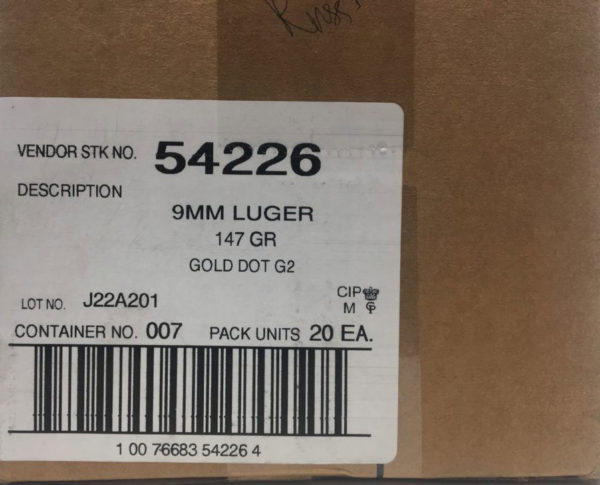 VENDOR STK NO. 54226
DESCRIPTION
9MM LUGER
147 GR
GOLD DOT G2
LOT NO. J22A201
CIP
M
CONTAINER NO. 007 PACK UNITS 20 EA.
1 00 76683 54226 4